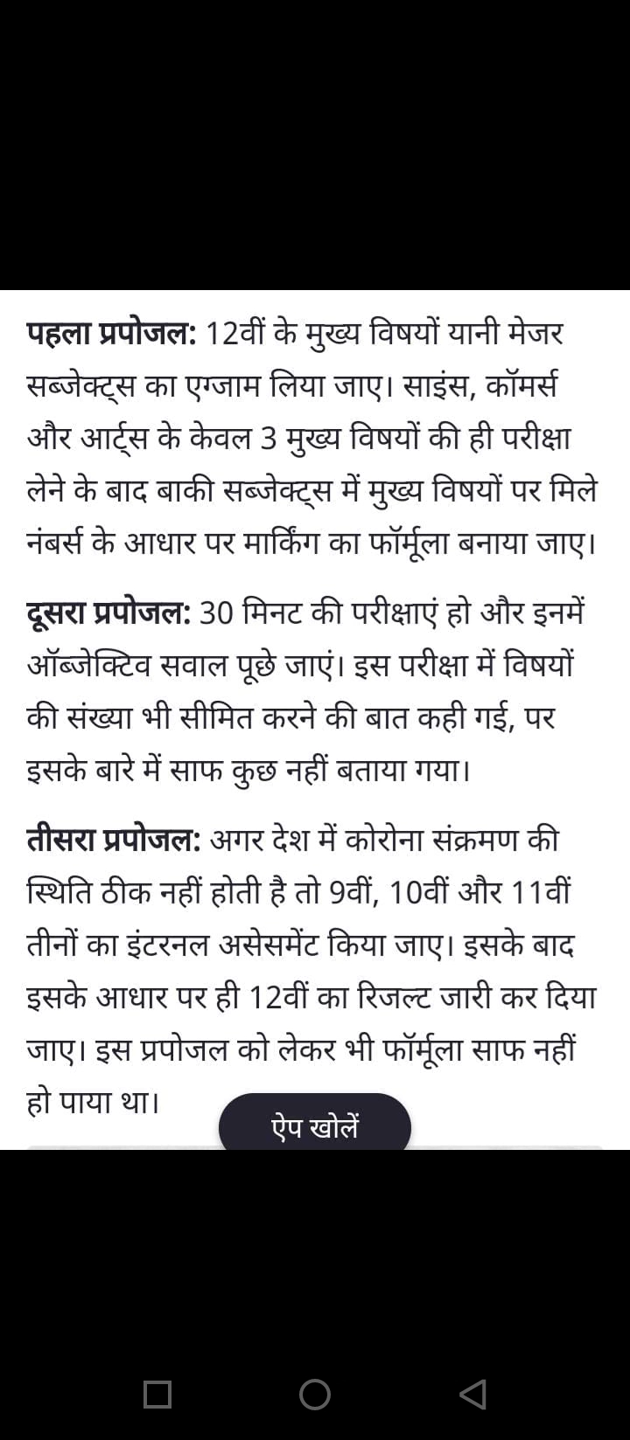 पहला प्रपोजल: 12वीं के मुख्य विषयों यानी मेजर
सब्जेक्ट्स का एग्जाम लिया जाए। साइंस, कॉमर्स
और आर्ट्स के केवल 3 मुख्य विषयों की ही परीक्षा
लेने के बाद बाकी सब्जेक्ट्स में मुख्य विषयों पर मिले
नंबर्स के आधार पर मार्किंग का फॉर्मूला बनाया जाए।
दूसरा प्रपोजल: 30 मिनट की परीक्षाएं हो और इनमें
ऑब्जेक्टिव सवाल पूछे जाएं। इस परीक्षा में विषयों
की संख्या भी सीमित करने की बात कही गई, पर
इसके बारे में साफ कुछ नहीं बताया गया।
तीसरा प्रपोजल: अगर देश में कोरोना संक्रमण की
स्थिति ठीक नहीं होती है तो 9वीं, 10वीं और 11वीं
तीनों का इंटरनल असेसमेंट किया जाए। इसके बाद
इसके आधार पर ही 12वीं का रिजल्ट जारी कर दिया
जाए। इस प्रपोजल को लेकर भी फॉर्मूला साफ नहीं
हो पाया था।
ऐप खोलें